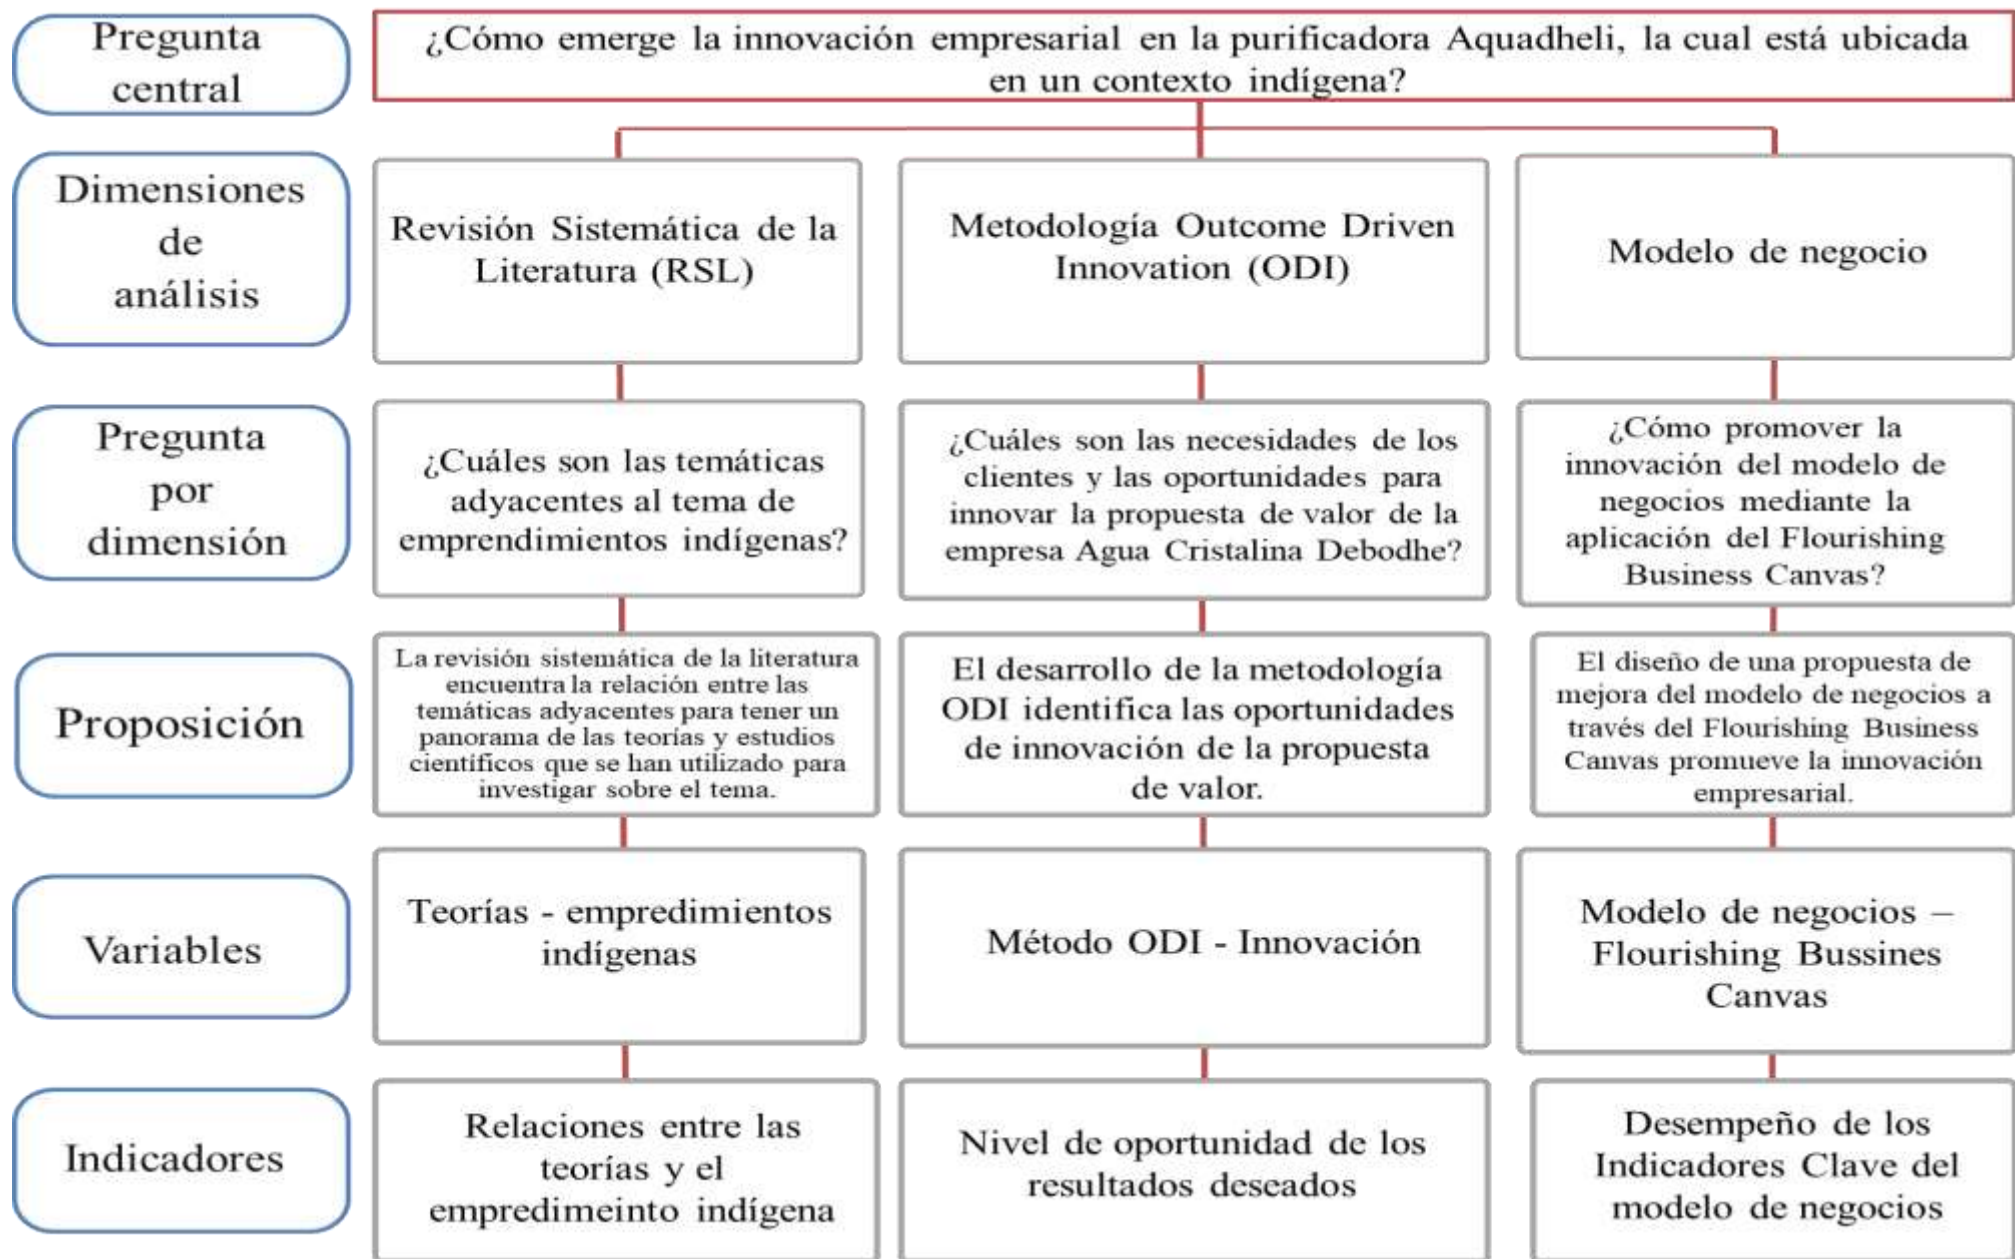 Pregunta
central
¿Cómo emerge la innovación empresarial en la purificadora Aquadheli, la cual está ubicada
en un contexto indígena?
Dimensiones
de
análisis
Revisión Sistemática de la
Literatura (RSL)
Metodología Outcome Driven
Innovation (ODI)
Modelo de negocio
Pregunta
por
dimensión
¿Cuáles son las temáticas
adyacentes al tema de
emprendimientos indígenas?
¿Cuáles son las necesidades de los
clientes y las oportunidades para
innovar la propuesta de valor de la
empresa Agua Cristalina Debodhe?
¿Cómo promover la
innovación del modelo de
negocios mediante la
aplicación del Flourishing
Business Canvas?
Proposición
La revisión sistemática de la literatura
encuentra la relación entre las
temáticas adyacentes para tener un
panorama de las teorías y estudios
científicos que se han utilizado para
investigar sobre el tema.
El desarrollo de la metodología
ODI identifica las oportunidades
de innovación de la propuesta
de valor.
El diseño de una propuesta de
mejora del modelo de negocios a
través del Flourishing Business
Canvas promueve la innovación
empresarial.
Variables
Teorías - empredimientos
indígenas
Método ODI - Innovación
Modelo de negocios –
Flourishing Bussines
Canvas
Indicadores
Relaciones entre las
teorías y el
empredimeinto indígena
Nivel de oportunidad de los
resultados deseados
Desempeño de los
Indicadores Clave del
modelo de negocios